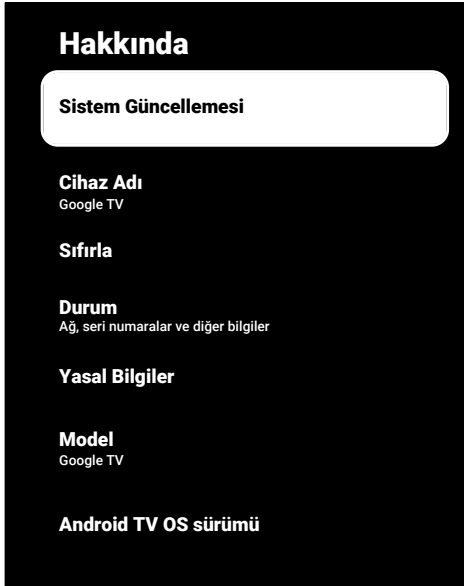 Hakkında
Sistem Güncellemesi
Cihaz Adı
Google TV
Sıfırla
Durum
Ağ, seri numaralar ve diğer bilgiler
Yasal Bilgiler
Model
Google TV
Android TV OS sürümü